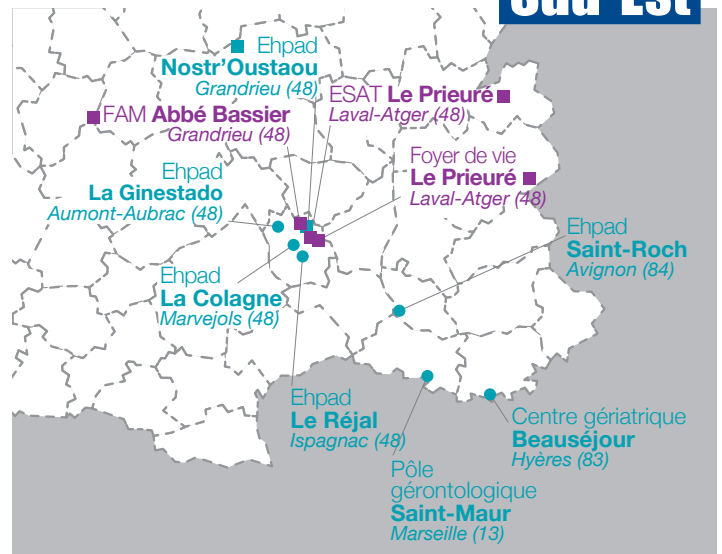 Sud-Est
Ehpad
Nostr'Oustaou
Grandrieu (48)
ESAT Le Prieuré
Laval-Atger (48)
FAM Abbé Bassier
Grandrieu (48)
Foyer de vie
Le Prieuré
Laval-Atger (48)
Ehpad
La Ginestado
Aumont-Aubrac (48)
Ehpad
Saint-Roch
Avignon (84)
Ehpad
La Colagne
Marvejols (48)
Ehpad
Le Réjal
Ispagnac (48)
Centre gériatrique
Beauséjour
Hyères (83)
Pôle
gérontologique
Saint-Maur
Marseille (13)